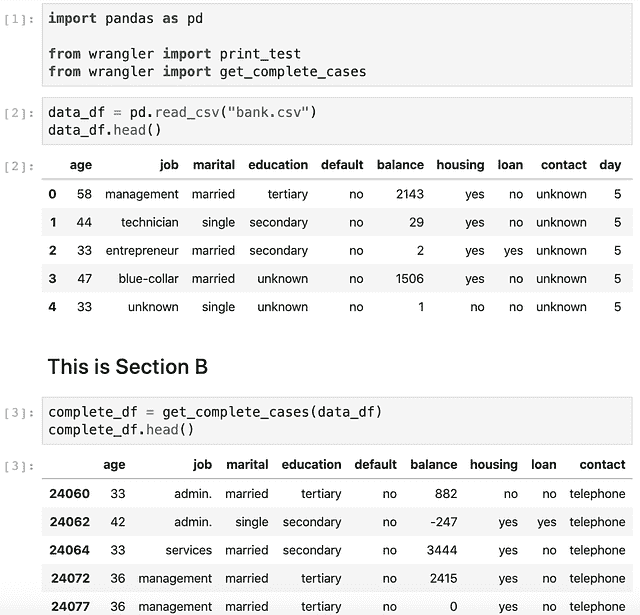 [1]: import pandas as pd
from wrangler import print_test
from wrangler import get_complete_cases
[2]: data_df = pd.read_csv("bank.csv")
data_df.head()
[2]: age job marital education default balance housing loan contact day
0 58 management married tertiary no 2143 yes no unknown 5
1 44 technician single secondary no 29 yes no unknown 5
2 33 entrepreneur married secondary no 2 yes yes unknown 5
3 47 blue-collar married unknown no 1506 yes no unknown 5
4 33 unknown single unknown no 1 no no unknown 5
This is Section B
[3]: complete_df = get_complete_cases(data_df)
complete_df.head()
[3]: age job marital education default balance housing loan contact
24060 33 admin. married tertiary no 882 no no telephone
24062 42 admin. single secondary no -247 yes yes telephone
24064 33 services married secondary no 3444 yes no telephone
24072 36 management married tertiary no 2415 yes no telephone
24077 36 management married tertiary no 0 yes no telephone